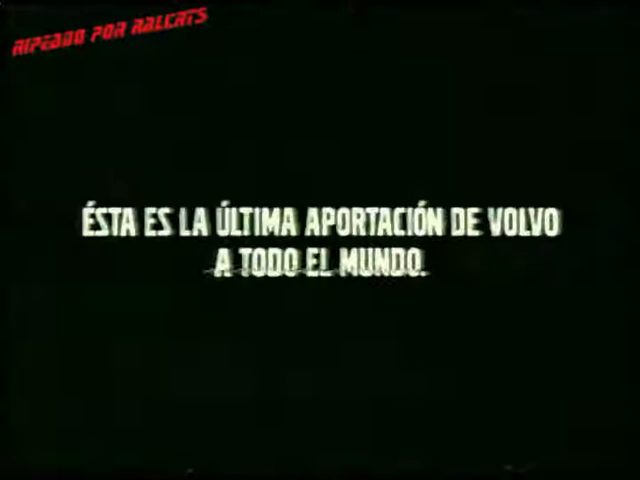 RIPEADO POR RALCATS
ÉSTA ES LA ÚLTIMA APORTACIÓN DE VOLVO
A TODO EL MUNDO.